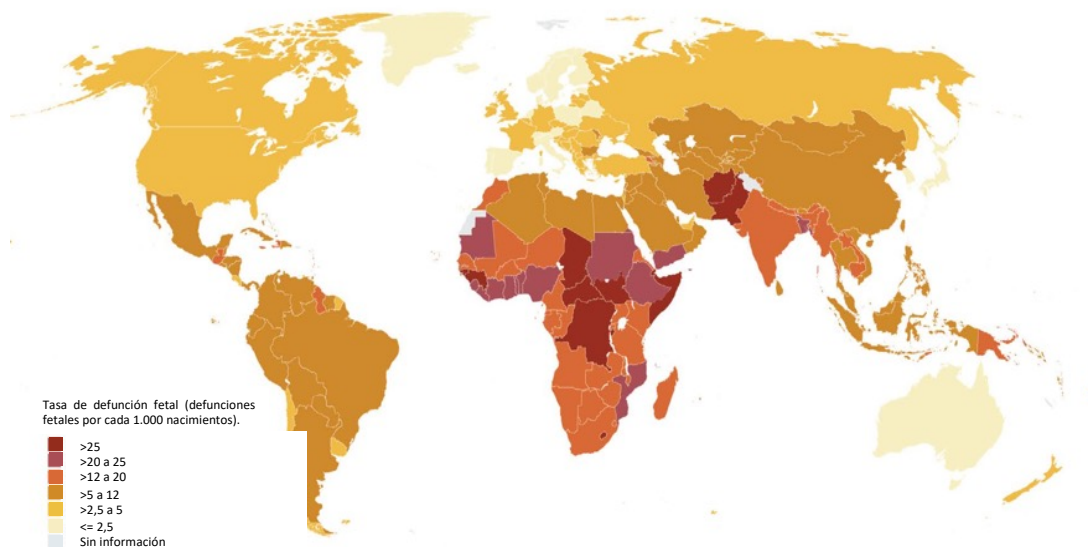 Tasa de defunción fetal (defunciones
fetales por cada 1.000 nacimientos).
>25
>20 a 25
>12 a 20
>5 a 12
>2,5 a 5
<= 2,5
Sin información